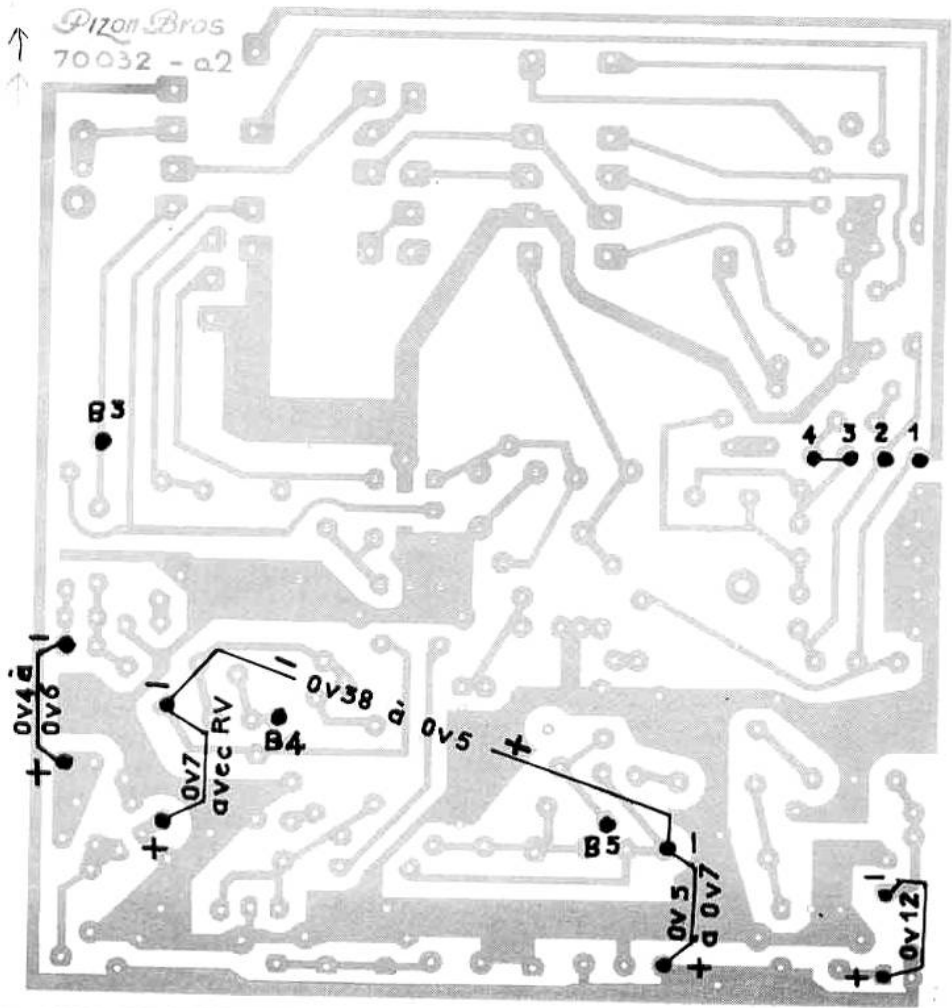 Pizon Bros
70032 - a2
B3
4 3 2 1
0v4 à
0v6
0v38 à 0v5
B4
0v7
avec RV
B5
0v5
a 0v7
0v12